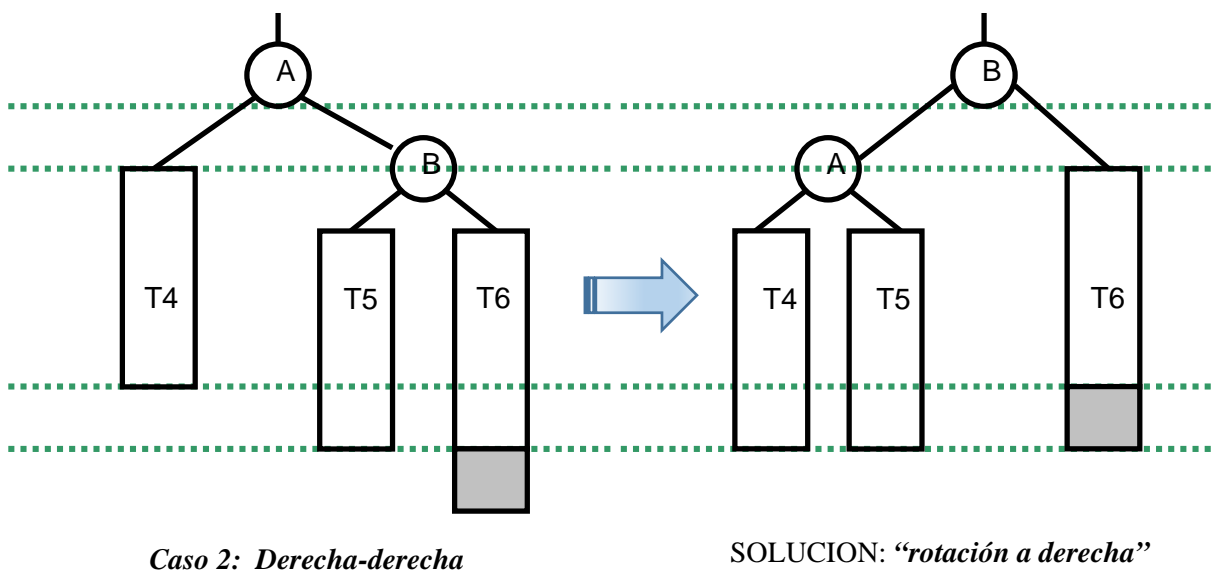 A
B
B
A
T4
T5
T6
T4
T5
T6
Caso 2: Derecha-derecha
SOLUCION: “rotación a derecha”